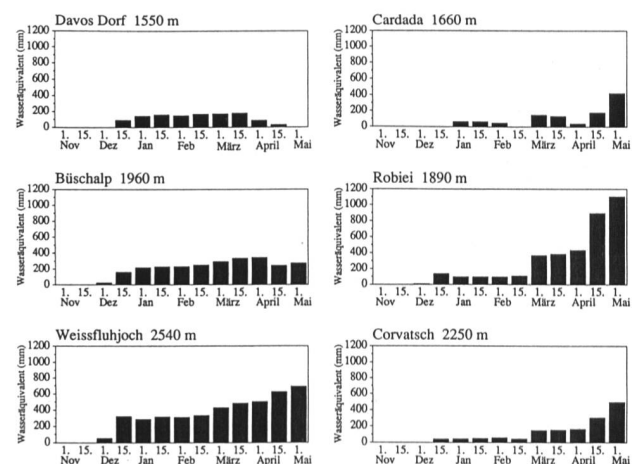 Davos Dorf 1550 m
Wasseräquivalent (mm)
1200
1000
800
600
400
200
0
1. 15. 1. 15. 1. 15. 1. 15. 1. 15. 1. 15. 1.
Nov Dez Jan Feb März April Mai
Cardada 1660 m
Wasseräquivalent (mm)
1200
1000
800
600
400
200
0
1. 15. 1. 15. 1. 15. 1. 15. 1. 15. 1. 15. 1.
Nov Dez Jan Feb März April Mai
Büschalp 1960 m
Wasseräquivalent (mm)
1200
1000
800
600
400
200
0
1. 15. 1. 15. 1. 15. 1. 15. 1. 15. 1. 15. 1.
Nov Dez Jan Feb März April Mai
Robiei 1890 m
Wasseräquivalent (mm)
1200
1000
800
600
400
200
0
1. 15. 1. 15. 1. 15. 1. 15. 1. 15. 1. 15. 1.
Nov Dez Jan Feb März April Mai
Weissfluhjoch 2540 m
Wasseräquivalent (mm)
1200
1000
800
600
400
200
0
1. 15. 1. 15. 1. 15. 1. 15. 1. 15. 1. 15. 1.
Nov Dez Jan Feb März April Mai
Corvatsch 2250 m
Wasseräquivalent (mm)
1200
1000
800
600
400
200
0
1. 15. 1. 15. 1. 15. 1. 15. 1. 15. 1. 15. 1.
Nov Dez Jan Feb März April Mai